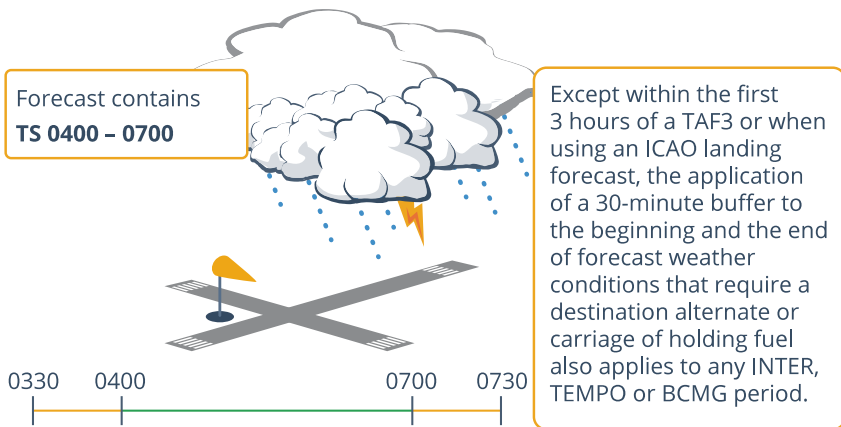 Forecast contains
TS 0400 – 0700
Except within the first
3 hours of a TAF3 or when
using an ICAO landing
forecast, the application
of a 30-minute buffer to
the beginning and the end
of forecast weather
conditions that require a
destination alternate or
carriage of holding fuel
also applies to any INTER,
TEMPO or BCMG period.
0330 0400 0700 0730